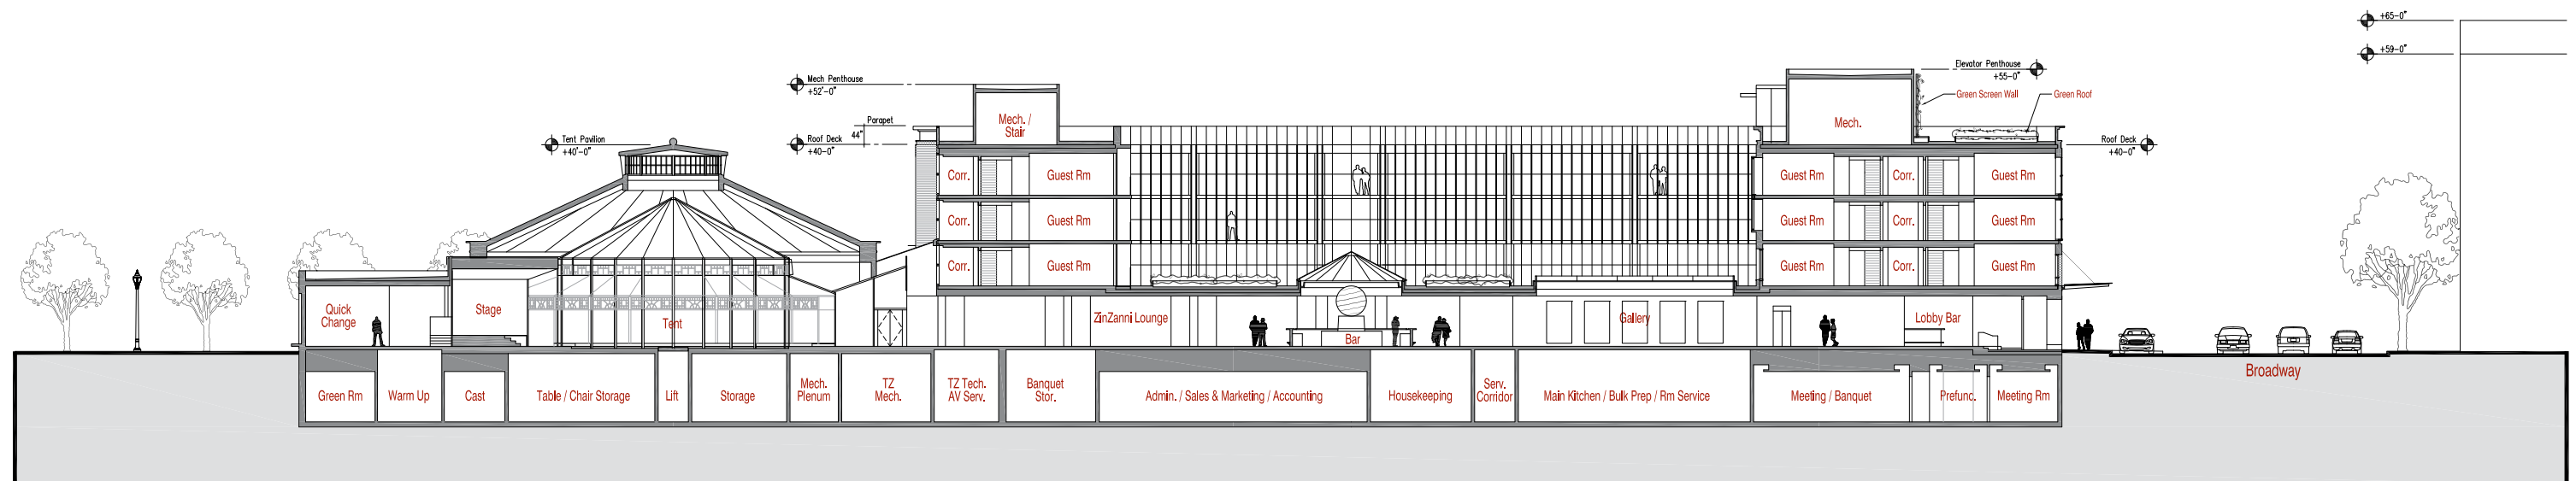 +65-0"
+59-0"
Mech Penthouse
+52'-0"
Elevator Penthouse
+55-0"
Green Screen Wall
Green Roof
Parapet
44"
Mech. /
Stair
Mech.
Tent Pavilion
+40'-0"
Roof Deck
+40-0"
Roof Deck
+40-0"
Corr.
Guest Rm
Guest Rm
Corr.
Guest Rm
Corr.
Guest Rm
Guest Rm
Corr.
Guest Rm
Corr.
Guest Rm
Guest Rm
Corr.
Guest Rm
Quick
Change
Stage
Tent
ZinZanni Lounge
Bar
Gallery
Lobby Bar
Broadway
Green Rm
Warm Up
Cast
Table / Chair Storage
Lift
Storage
Mech.
Plenum
TZ
Mech.
TZ Tech.
AV Serv.
Banquet
Stor.
Admin. / Sales & Marketing / Accounting
Housekeeping
Serv.
Corridor
Main Kitchen / Bulk Prep / Rm Service
Meeting / Banquet
Prefunc.
Meeting Rm